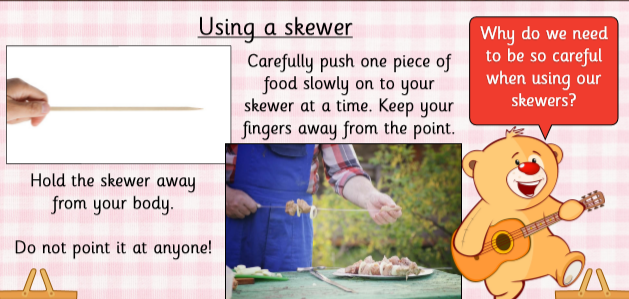 Using a skewer
Carefully push one piece of
food slowly on to your
skewer at a time. Keep your
fingers away from the point.
Hold the skewer away
from your body.
Do not point it at anyone!
Why do we need
to be so careful
when using our
skewers?